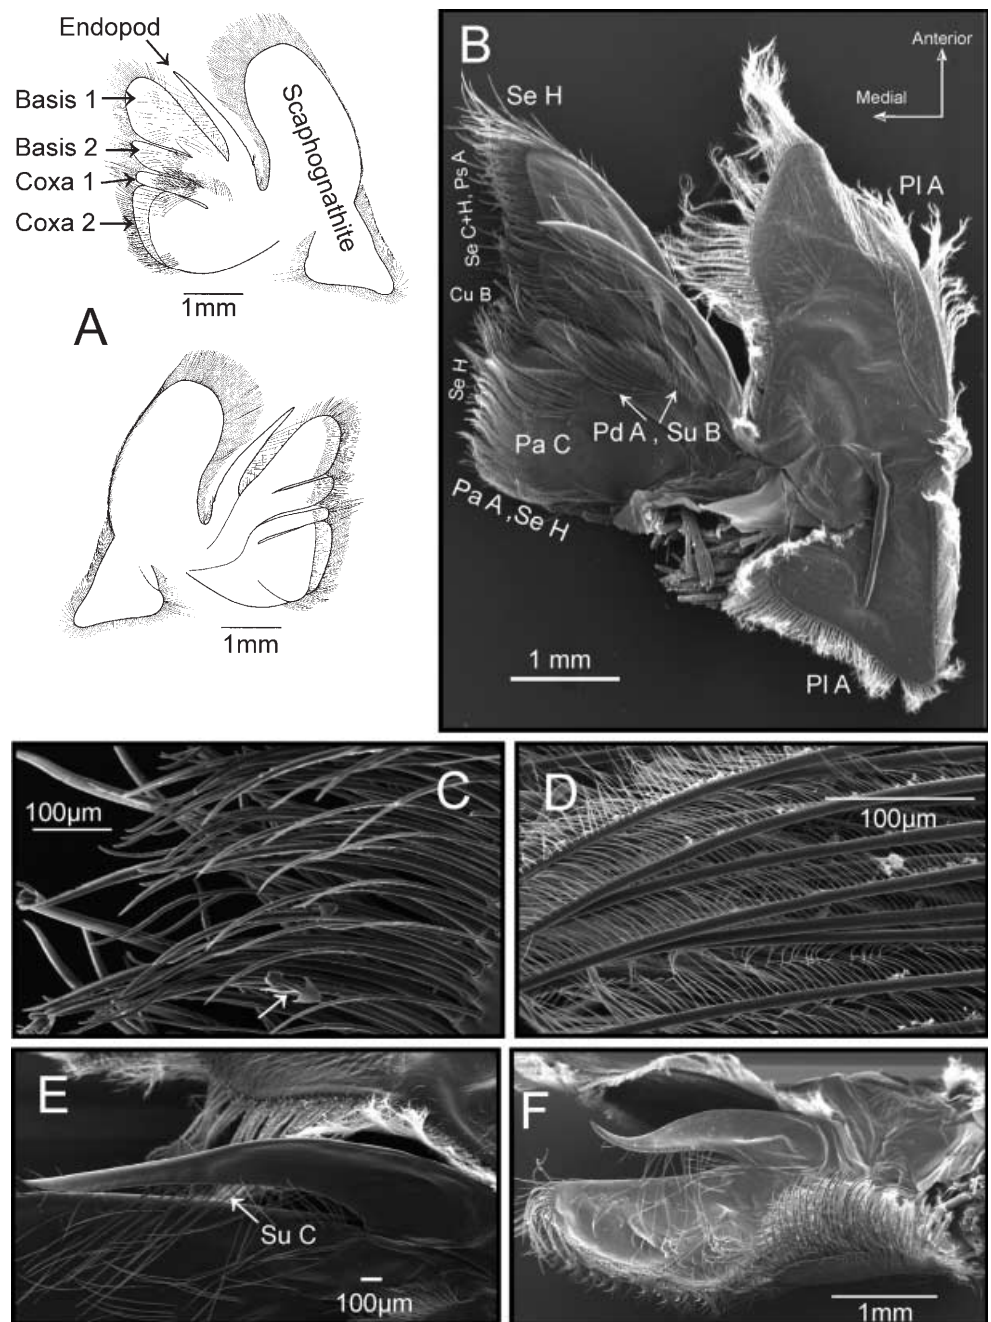 Endopod
Basis 1
Basis 2
Coxa 1
Coxa 2
Scaphognathite
1mm
A
1mm
B
Anterior
Medial
Se H
Se C+H, Ps A
Cu B
Se H
Pl A
Pd A , Su B
Pa C
Pa A ,Se H
1 mm
Pl A
C
100µm
D
100µm
E
Su C
100µm
F
1mm